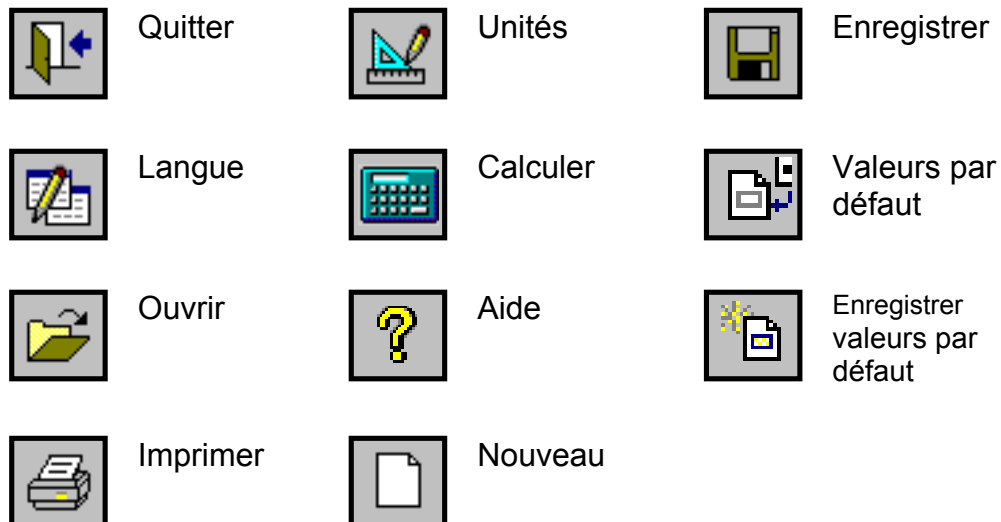 Quitter
Unités
Enregistrer
Langue
Calculer
Valeurs par
défaut
Ouvrir
Aide
Enregistrer
valeurs par
défaut
Imprimer
Nouveau